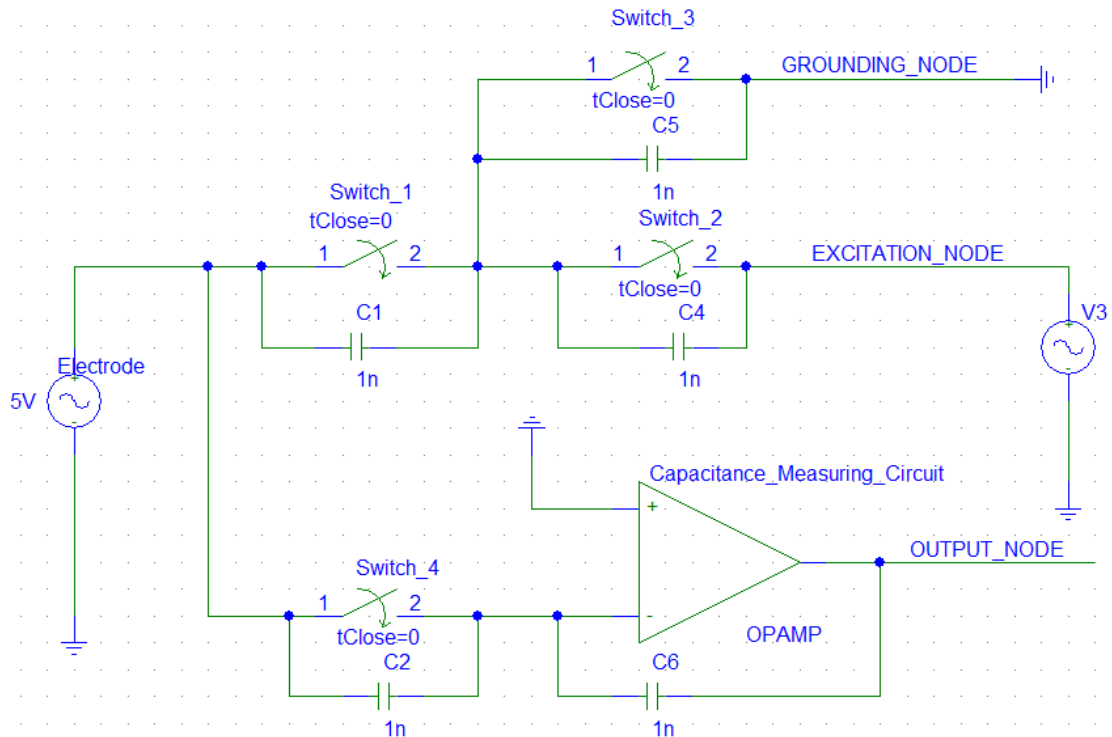 Switch_3
1 2
GROUNDING_NODE
tClose=0
C5
1n
Switch_1
tClose=0
1 2
C1
1n
Switch_2
1 2
EXCITATION_NODE
tClose=0
C4
1n
V3
+
-
Electrode
5V
+
-
Capacitance_Measuring_Circuit
+
-
OPAMP
OUTPUT_NODE
Switch_4
1 2
tClose=0
C2
1n
C6
1n